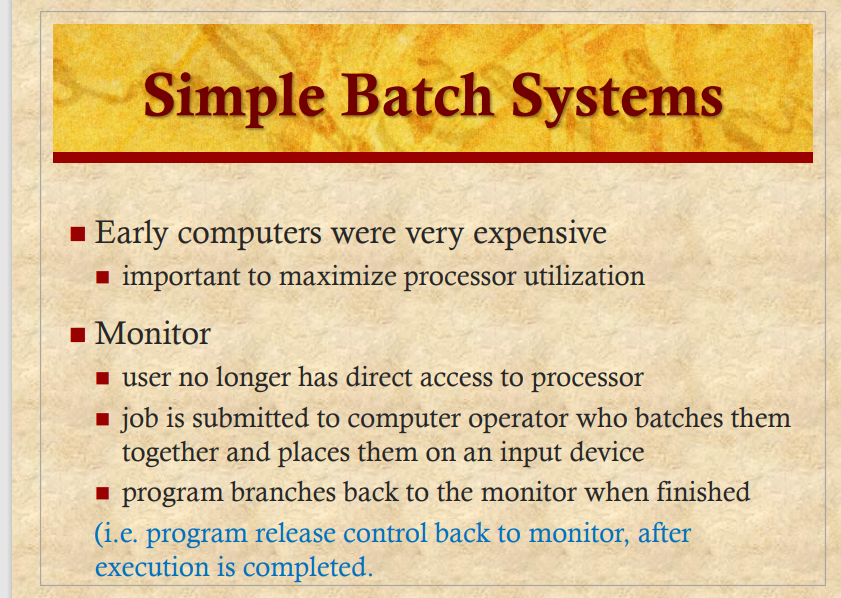 Simple Batch Systems
Early computers were very expensive
important to maximize processor utilization
Monitor
user no longer has direct access to processor
job is submitted to computer operator who batches them
together and places them on an input device
program branches back to the monitor when finished
(i.e. program release control back to monitor, after
execution is completed.